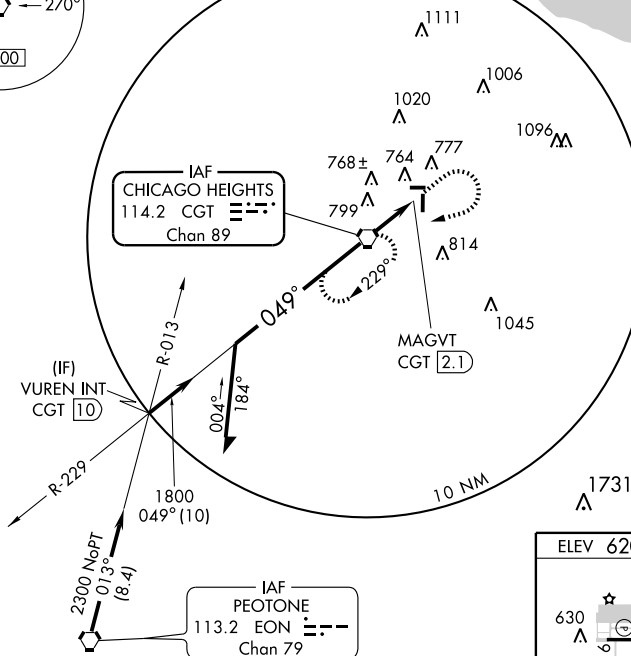 270°
00
1111
1006
1020
1096
768±
764
777
799
IAF
CHICAGO HEIGHTS
114.2 CGT
Chan 89
814
229°
049°
1045
R-013
MAGVT
CGT 2.1
(IF)
VUREN INT
CGT 10
004°
184°
R-229
1800
049° (10)
10 NM
1731
2300 NoPT
013°
(8.4)
IAF
PEOTONE
113.2 EON
Chan 79
ELEV 620
630
P